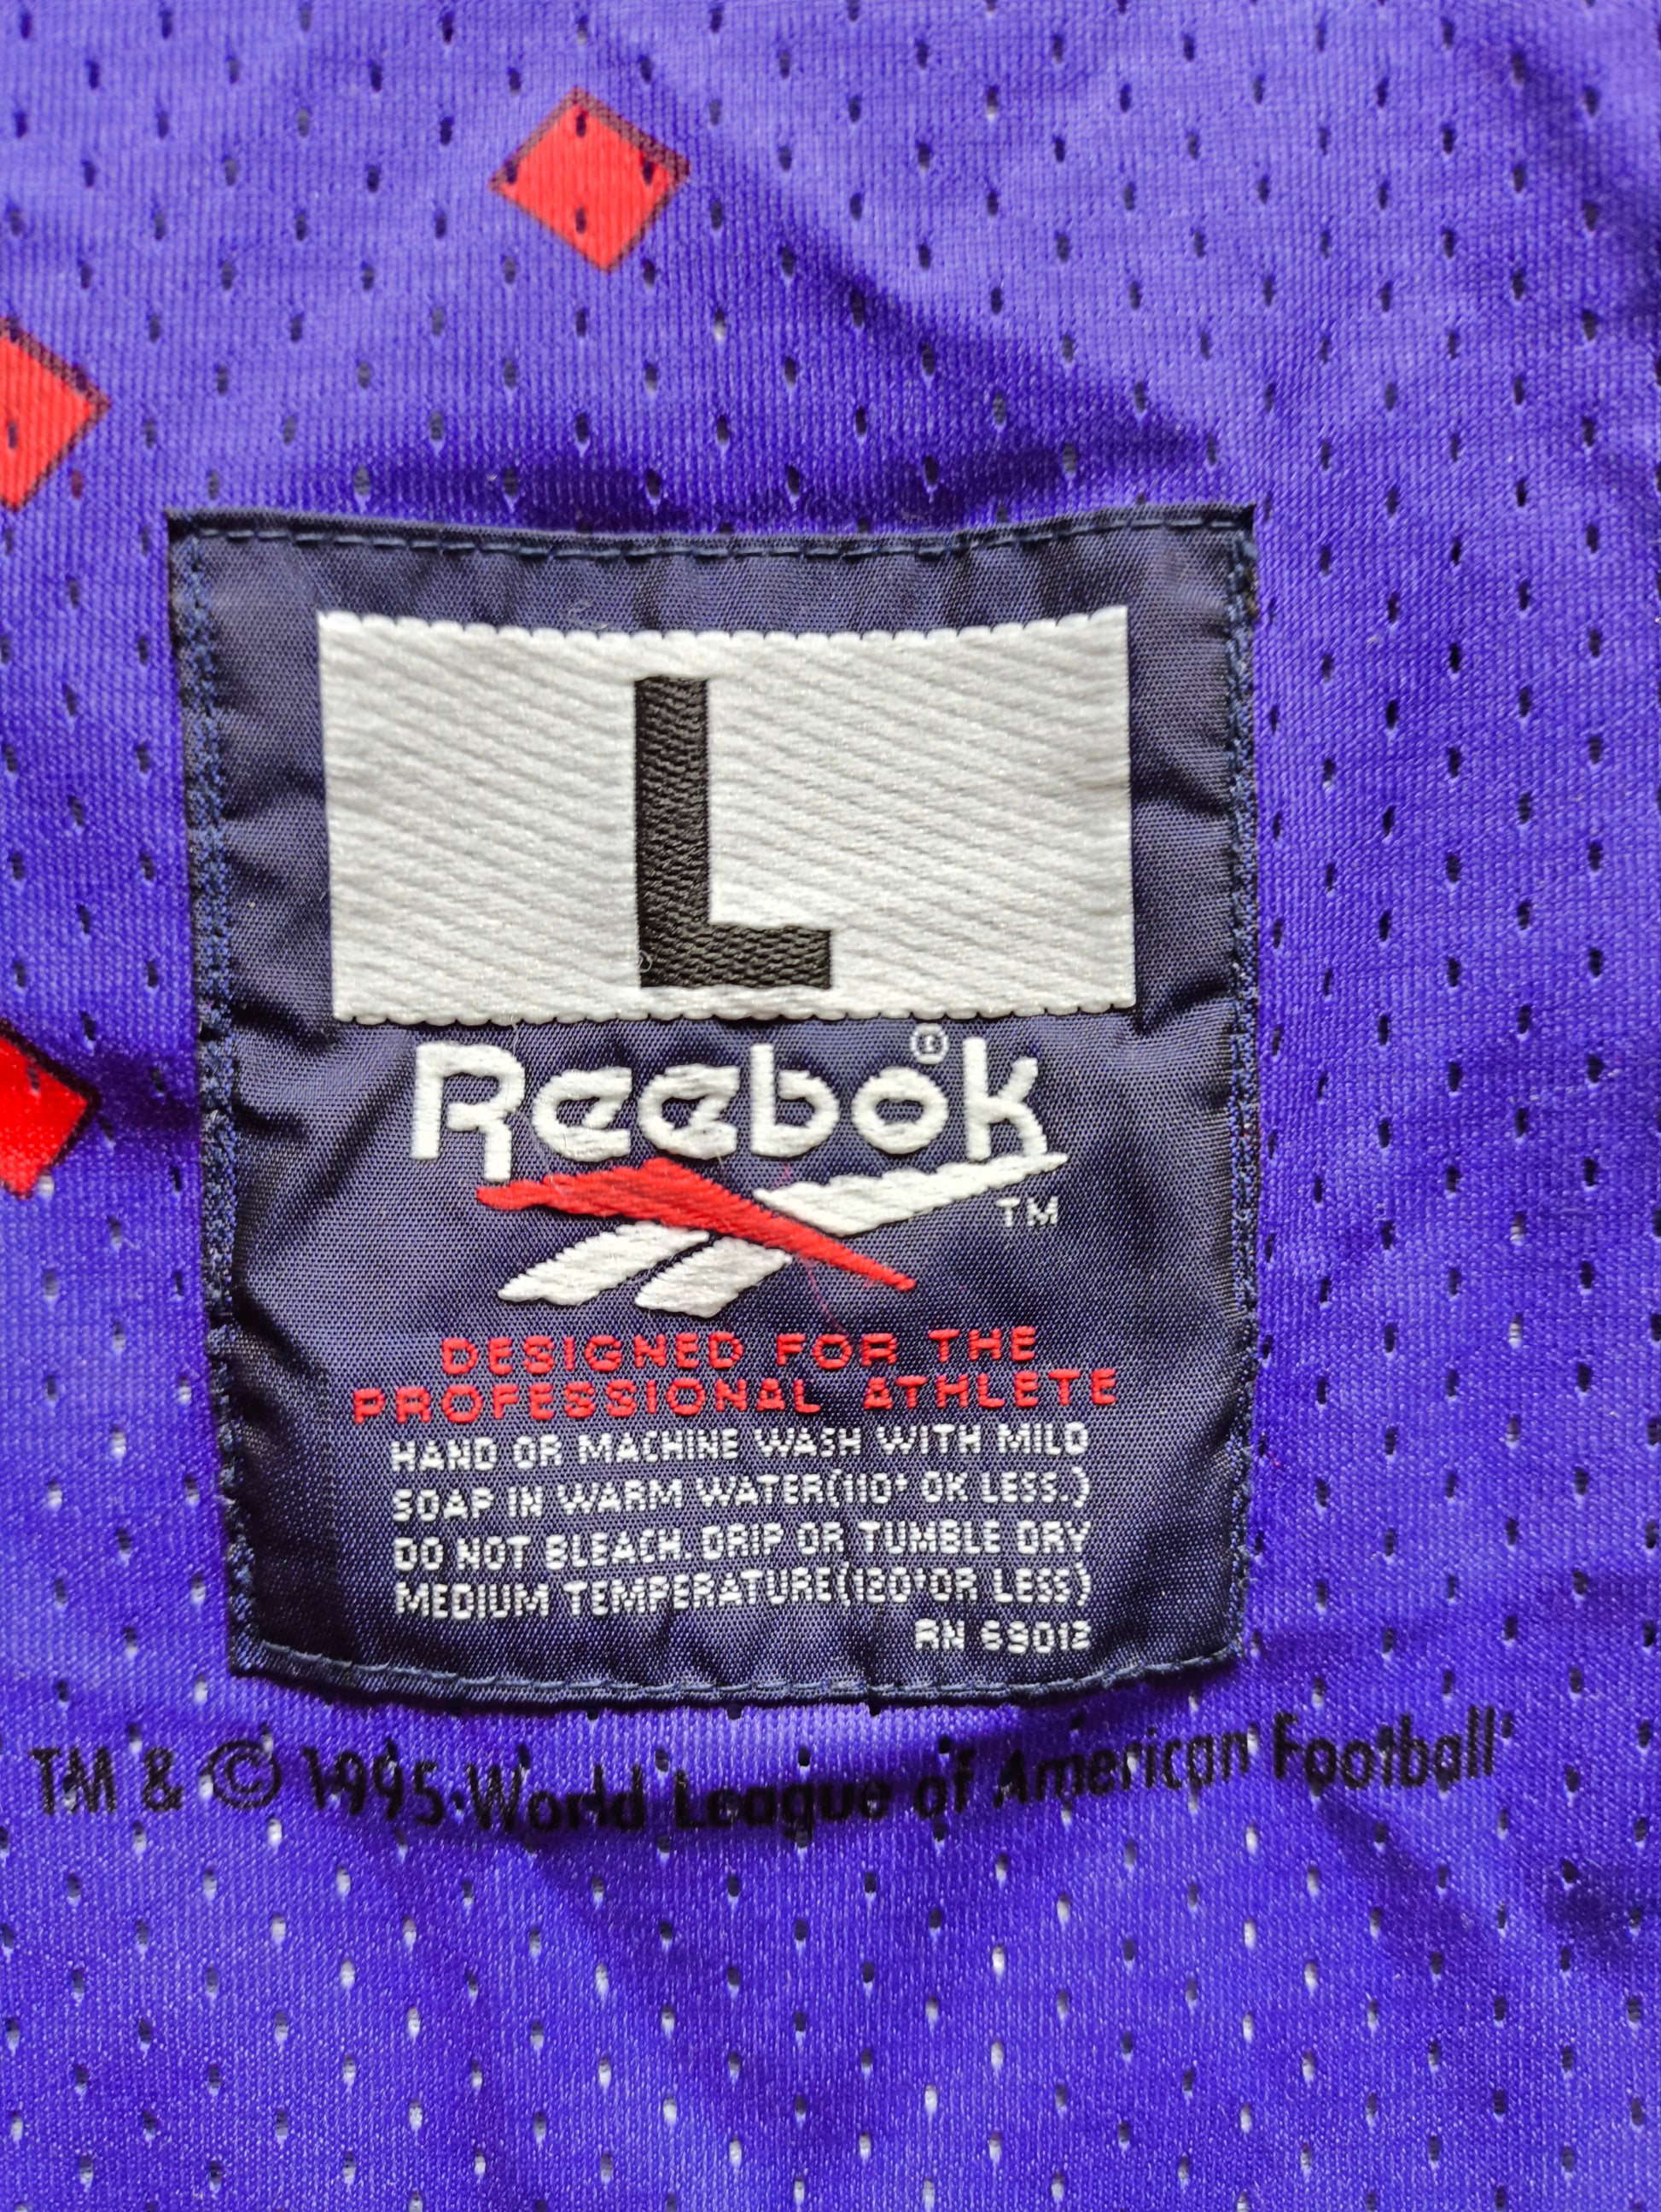 L
Reebok®
TM
DESIGNED FOR THE
PROFESSIONAL ATHLETE
HAND OR MACHINE WASH WITH MILD
SOAP IN WARM WATER(110° OR LESS.)
DO NOT BLEACH. DRIP OR TUMBLE DRY
MEDIUM TEMPERATURE( OR LESS)
RN
TM & © 1995 World League of American Football